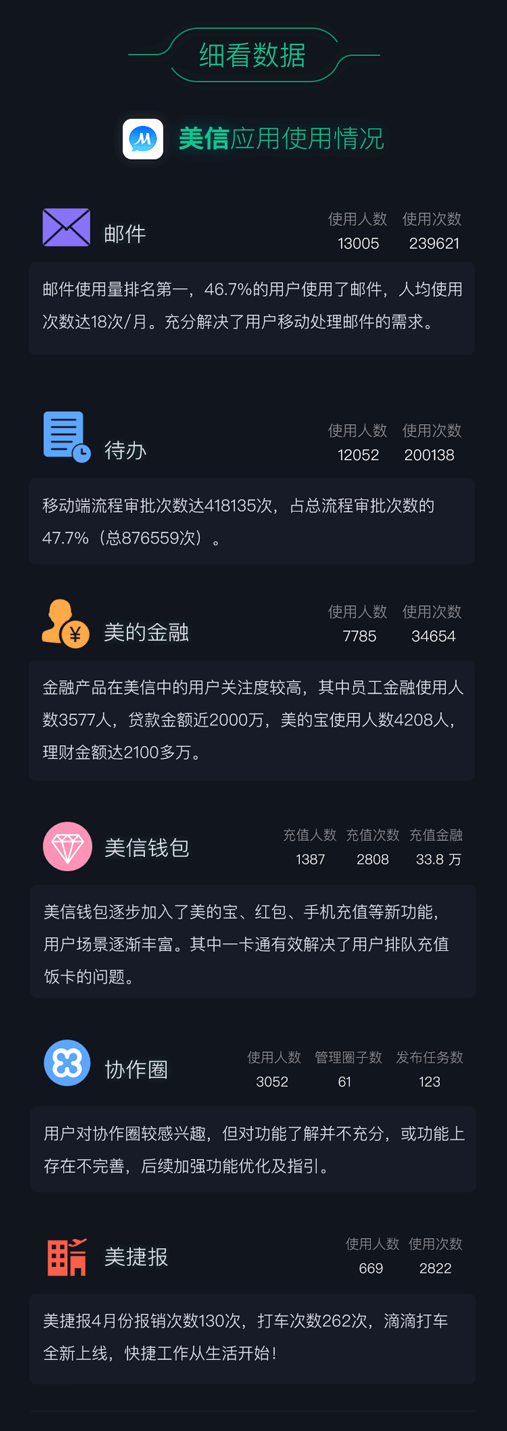 细看数据
美信应用使用情况
邮件
使用人数 使用次数
13005 239621
邮件使用量排名第一，46.7%的用户使用了邮件，人均使用
次数达18次/月。充分解决了用户移动处理邮件的需求。
待办
使用人数 使用次数
12052 200138
移动端流程审批次数达418135次，占总流程审批次数的
47.7%（总876559次）。
美的金融
使用人数 使用次数
7785 34654
金融产品在美信中的用户关注度较高，其中员工金融使用人
数3577人，贷款金额近2000万，美的宝使用人数4208人，
理财金额达2100多万。
美信钱包
充值人数 充值次数 充值金融
1387 2808 33.8 万
美信钱包逐步加入了美的宝、红包、手机充值等新功能，
用户场景逐渐丰富。其中一卡通有效解决了用户排队充值
饭卡的问题。
协作圈
使用人数 管理圈子数 发布任务数
3052 61 123
用户对协作圈较感兴趣，但对功能了解并不充分，或功能上
存在不完善，后续加强功能优化及指引。
美捷报
使用人数 使用次数
669 2822
美捷报4月份报销次数130次，打车次数262次，滴滴打车
全新上线，快捷工作从生活开始！